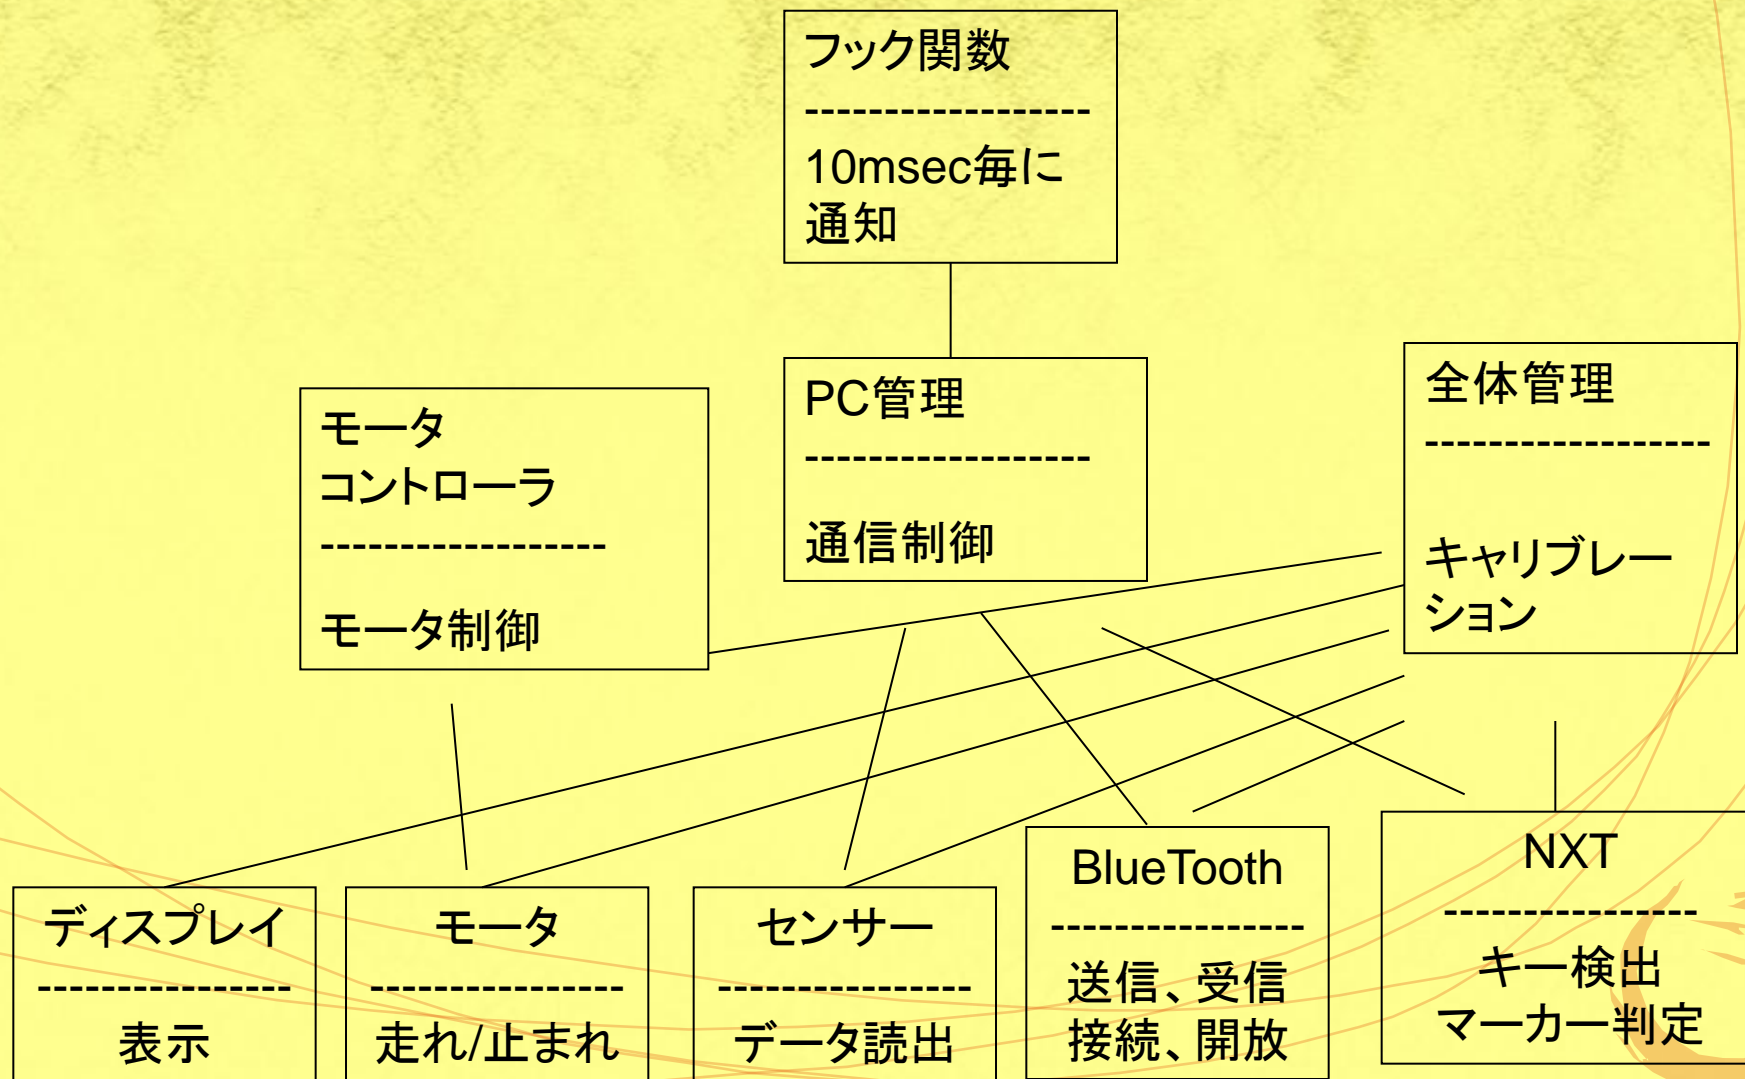 フック関数
------------------
10msec毎に
通知
モータ
コントローラ
------------------
モータ制御
PC管理
------------------
通信制御
全体管理
------------------
キャリブレー
ション
ディスプレイ
----------------
表示
モータ
----------------
走れ/止まれ
センサー
----------------
データ読出
BlueTooth
----------------
送信、受信
接続、開放
NXT
----------------
キー検出
マーカー判定